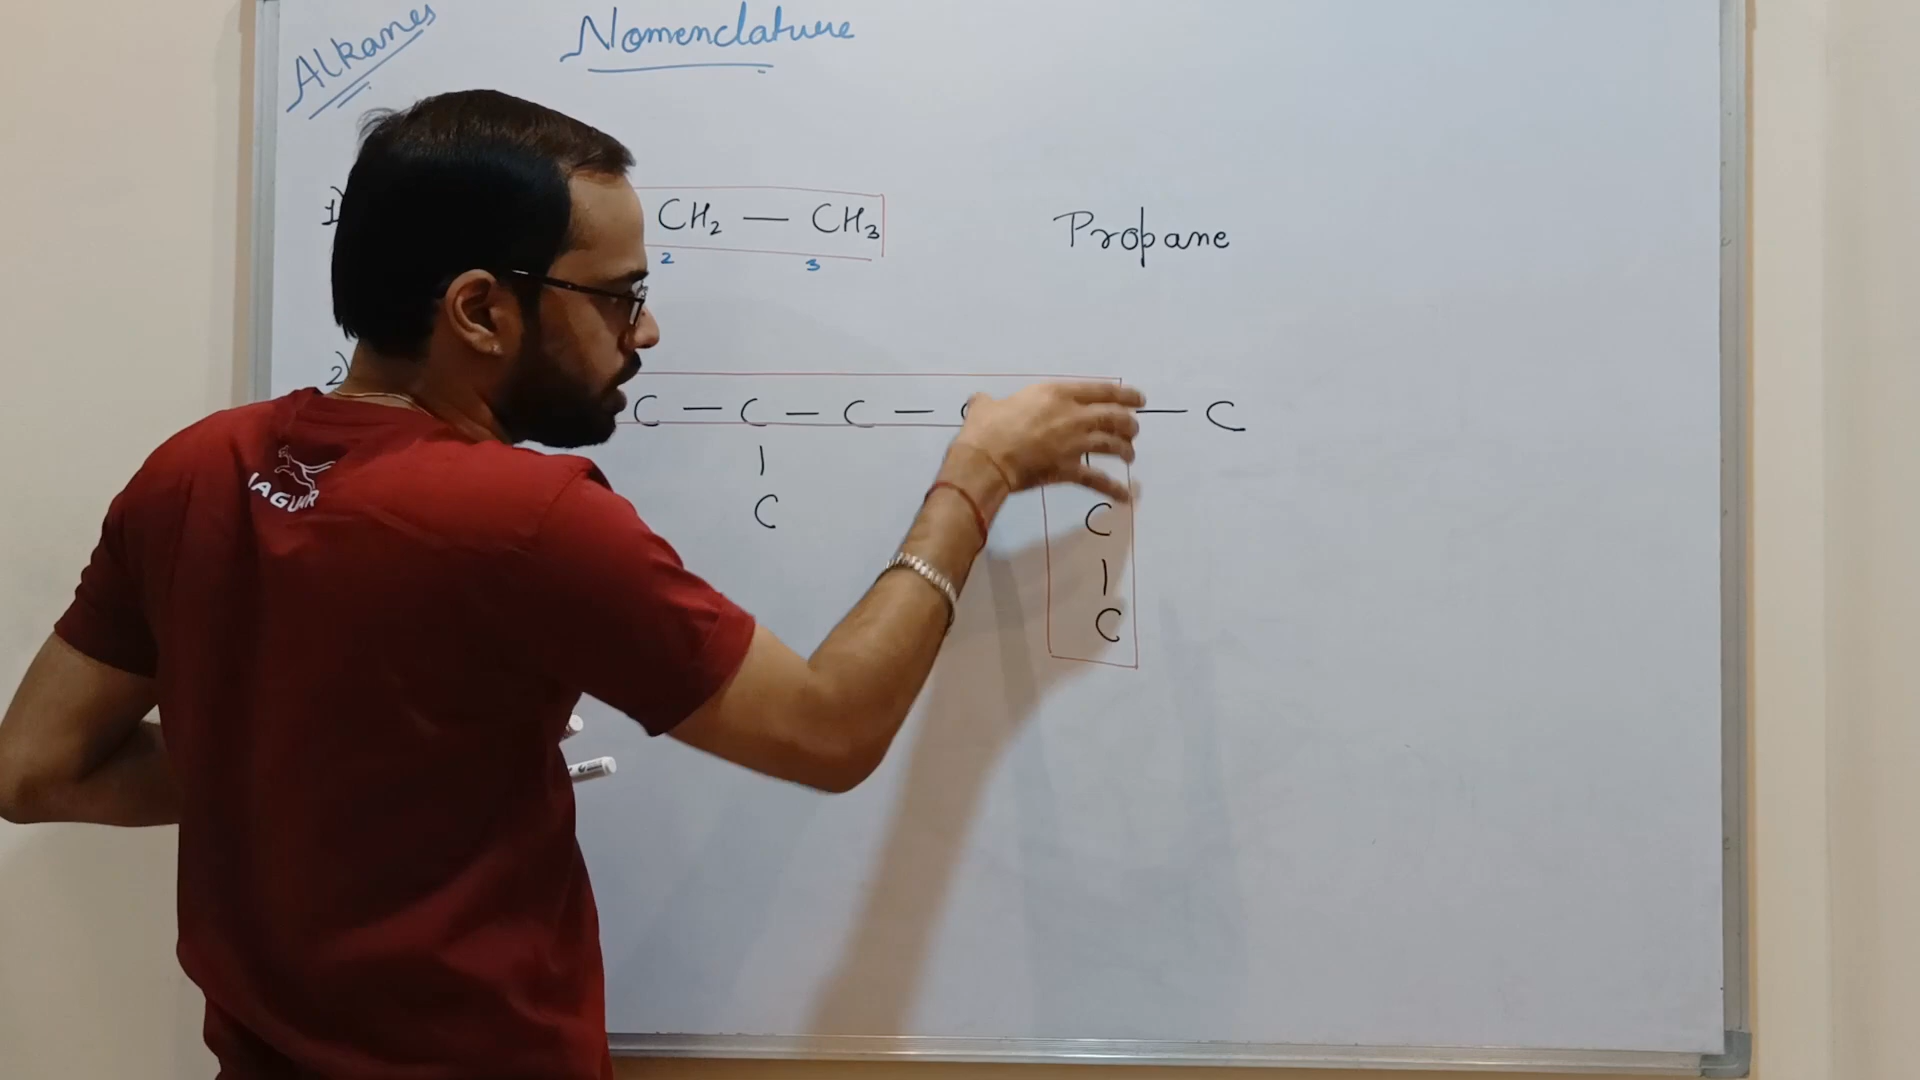 Alkanes
Nomenclature
1) CH2 — CH3
2 3
Propane
2)
C — C — C — — C
C
C
C
JAGUAR